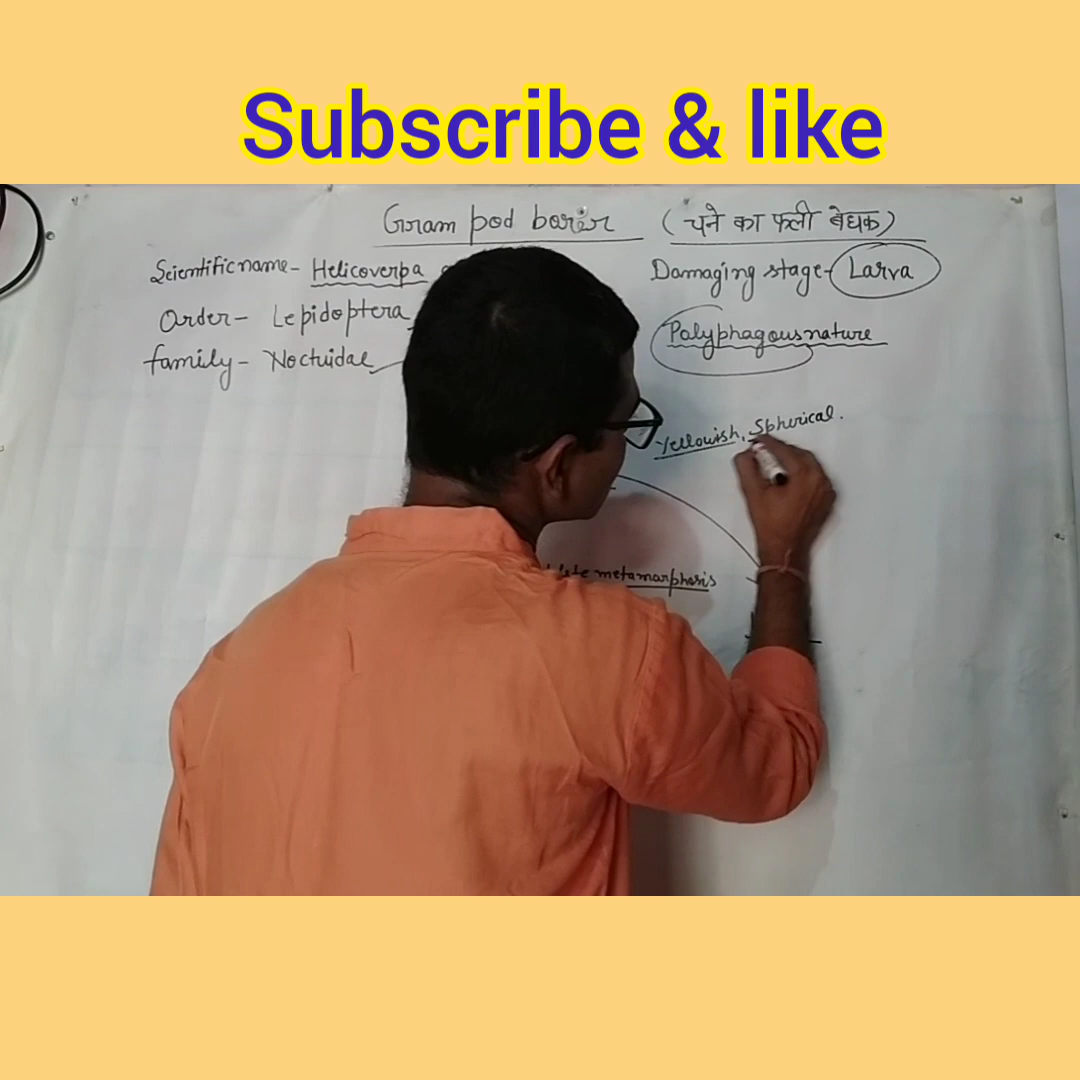 Subscribe & like
Gram pod borer (चने का फली बेधक)
Scientific name - Helicoverpa
Order - Lepidoptera
family - Noctuidae
Damaging stage - Larva
Polyphagous nature
Yellowish, Spherical.
metamorphosis